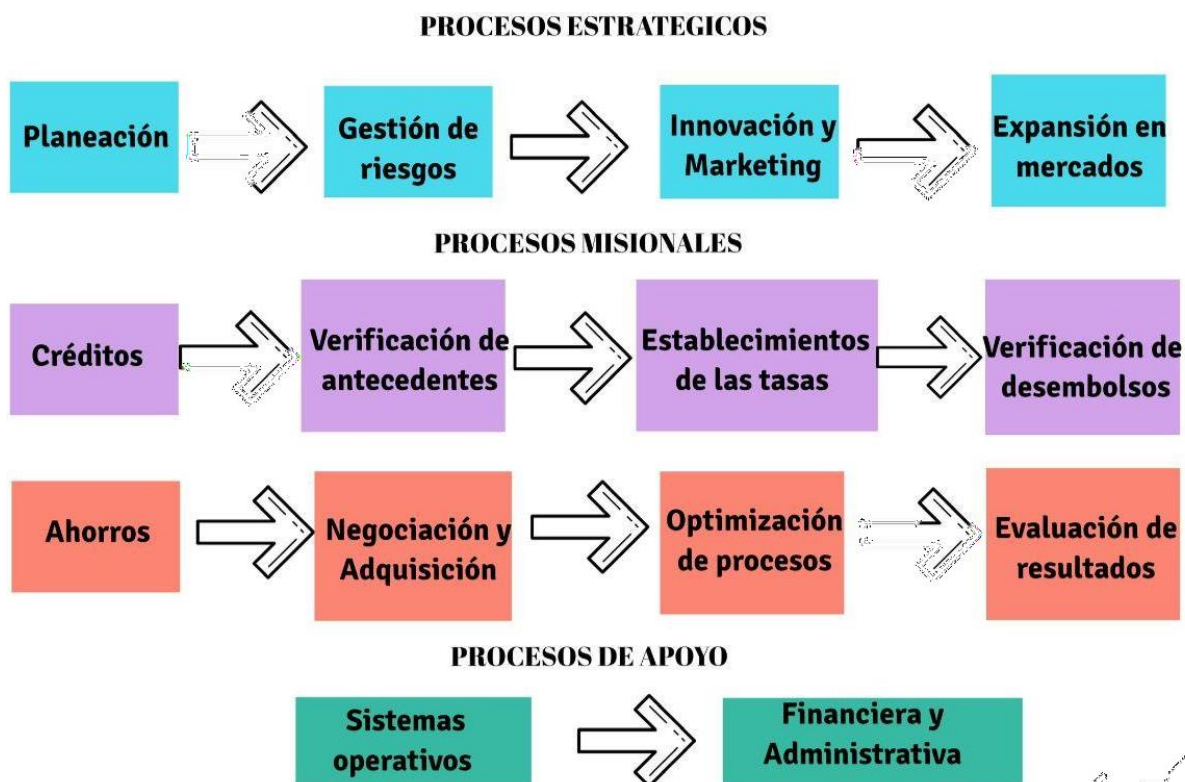 PROCESOS ESTRATEGICOS
Planeación
Gestión de
riesgos
Innovación y
Marketing
Expansión en
mercados
PROCESOS MISIONALES
Créditos
Verificación de
antecedentes
Establecimientos
de las tasas
Verificación de
desembolsos
Ahorros
Negociación y
Adquisición
Optimización
de procesos
Evaluación de
resultados
PROCESOS DE APOYO
Sistemas
operativos
Financiera y
Administrativa